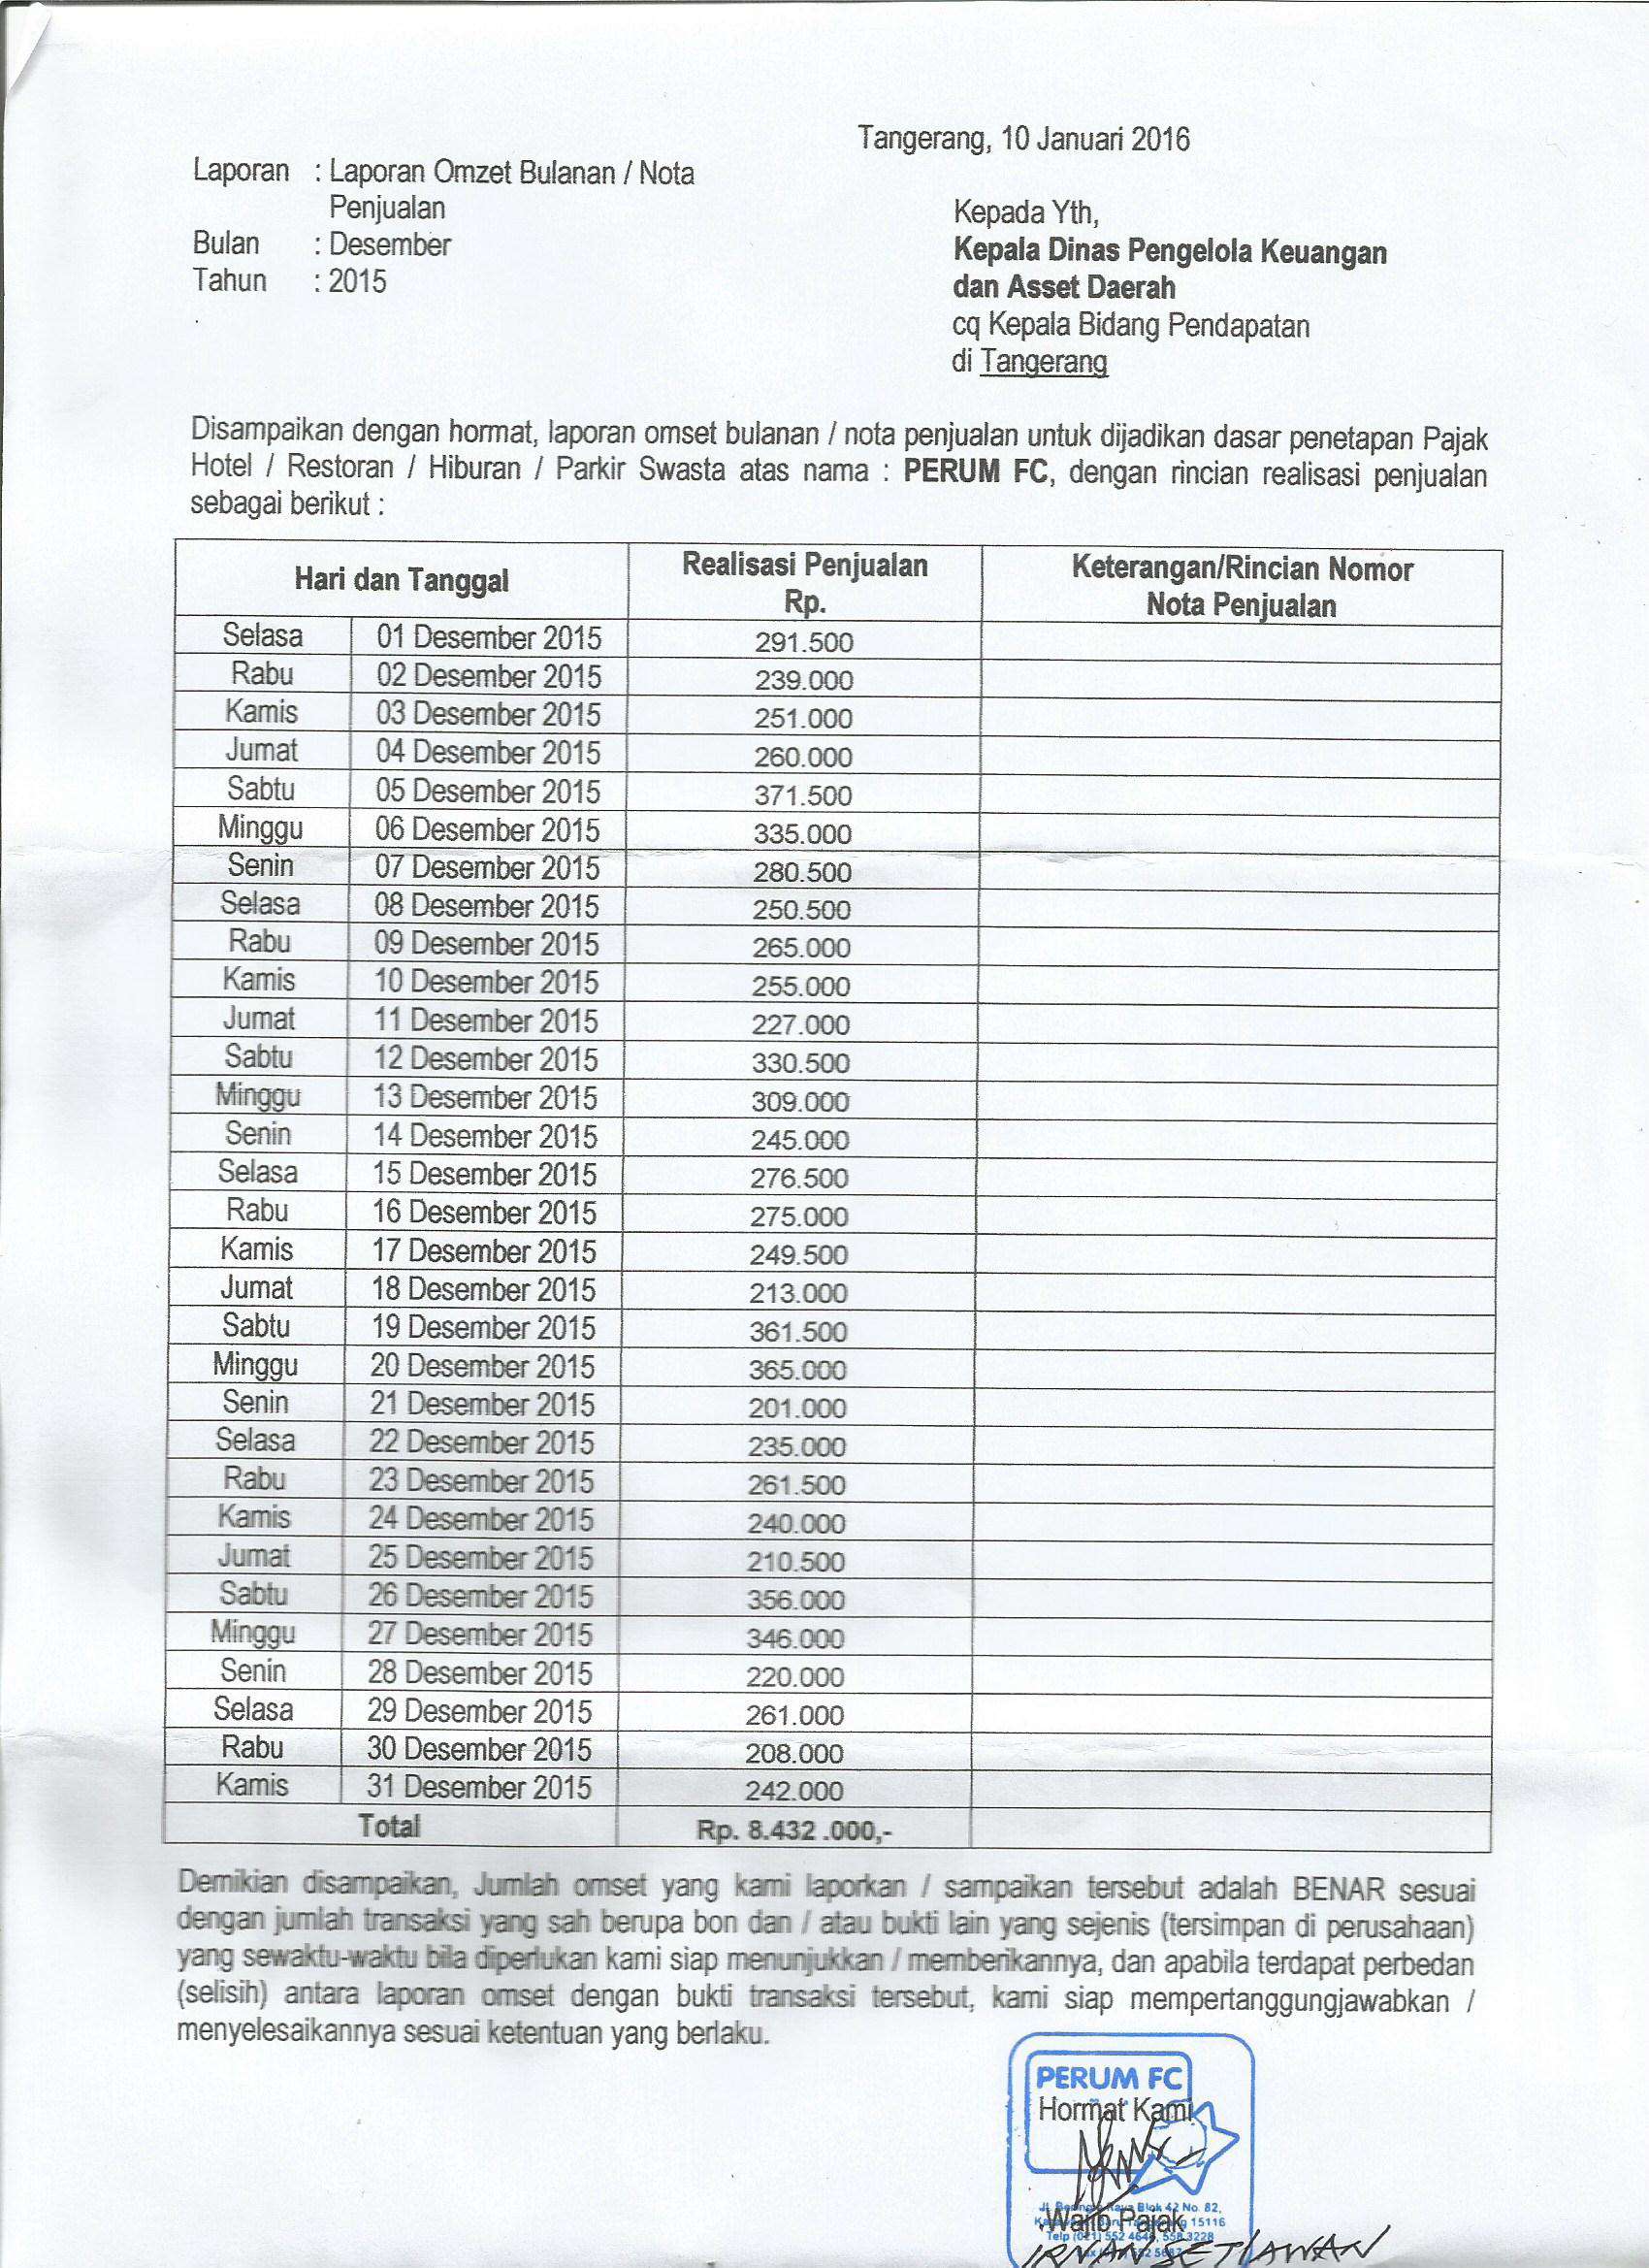 Tangerang, 10 Januari 2016
Laporan : Laporan Omzet Bulanan / Nota
Penjualan
Bulan : Desember
Tahun : 2015
Kepada Yth,
Kepala Dinas Pengelola Keuangan
dan Asset Daerah
cq Kepala Bidang Pendapatan
di Tangerang
Disampaikan dengan hormat, laporan omset bulanan / nota penjualan untuk dijadikan dasar penetapan Pajak
Hotel / Restoran / Hiburan / Parkir Swasta atas nama : PERUM FC, dengan rincian realisasi penjualan
sebagai berikut :
Hari dan Tanggal Realisasi Penjualan Keterangan/Rincian Nomor
Rp. Nota Penjualan
Selasa 01 Desember 2015 291.500
Rabu 02 Desember 2015 239.000
Kamis 03 Desember 2015 251.000
Jumat 04 Desember 2015 260.000
Sabtu 05 Desember 2015 371.500
Minggu 06 Desember 2015 335.000
Senin 07 Desember 2015 280.500
Selasa 08 Desember 2015 250.500
Rabu 09 Desember 2015 265.000
Kamis 10 Desember 2015 255.000
Jumat 11 Desember 2015 227.000
Sabtu 12 Desember 2015 330.500
Minggu 13 Desember 2015 309.000
Senin 14 Desember 2015 245.000
Selasa 15 Desember 2015 276.500
Rabu 16 Desember 2015 275.000
Kamis 17 Desember 2015 249.500
Jumat 18 Desember 2015 213.000
Sabtu 19 Desember 2015 361.500
Minggu 20 Desember 2015 365.000
Senin 21 Desember 2015 201.000
Selasa 22 Desember 2015 235.000
Rabu 23 Desember 2015 261.500
Kamis 24 Desember 2015 240.000
Jumat 25 Desember 2015 210.500
Sabtu 26 Desember 2015 356.000
Minggu 27 Desember 2015 346.000
Senin 28 Desember 2015 220.000
Selasa 29 Desember 2015 261.000
Rabu 30 Desember 2015 208.000
Kamis 31 Desember 2015 242.000
Total Rp. 8.432 .000,-
Demikian disampaikan, Jumlah omset yang kami laporkan / sampaikan tersebut adalah BENAR sesuai
dengan jumlah transaksi yang sah berupa bon dan / atau bukti lain yang sejenis (tersimpan di perusahaan)
yang sewaktu-waktu bila diperlukan kami siap menunjukkan / memberikannya, dan apabila terdapat perbedan
(selisih) antara laporan omset dengan bukti transaksi tersebut, kami siap mempertanggungjawabkan /
menyelesaikannya sesuai ketentuan yang berlaku.
PERUM FC
Hormat Kami
Jl. Raya Blok 42 No. 82,
15116
Wajib Pajak
Telp (021) 552 558 3228
SETIAWAN